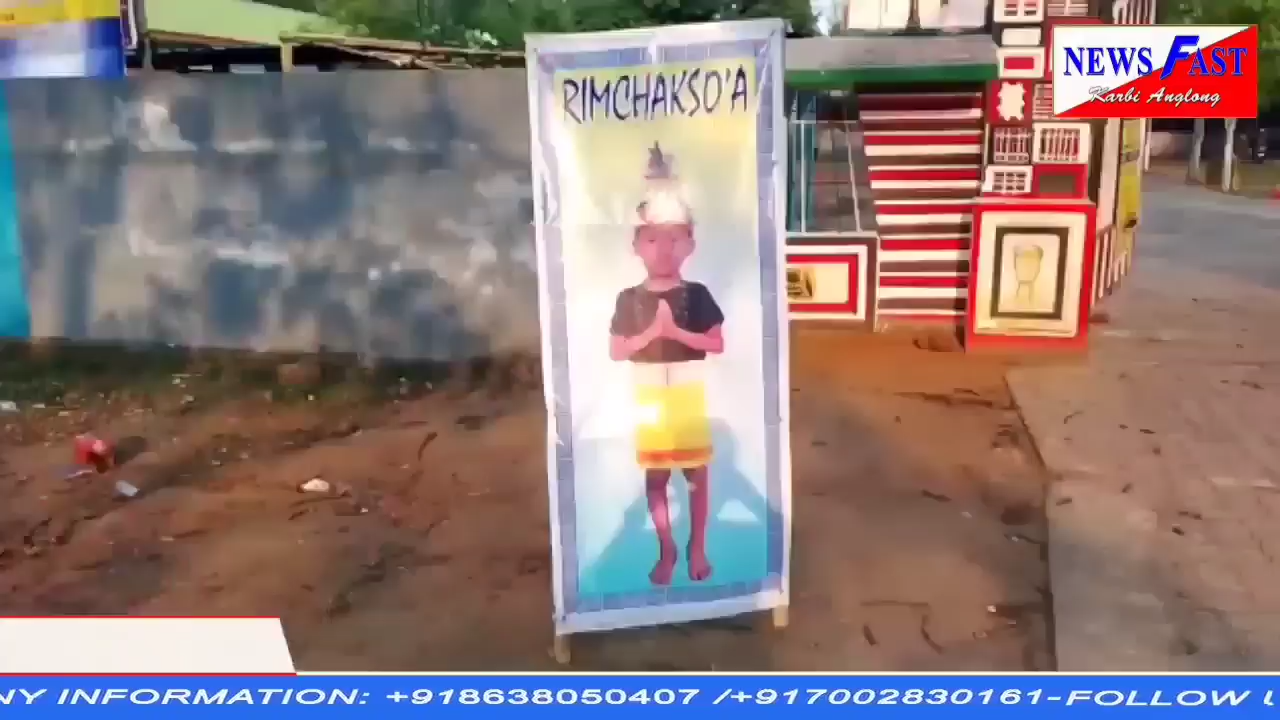 RIMCHAKSO'A
NEWS FAST
Karbi Anglong
NY INFORMATION: +918638050407 /+917002830161-FOLLOW